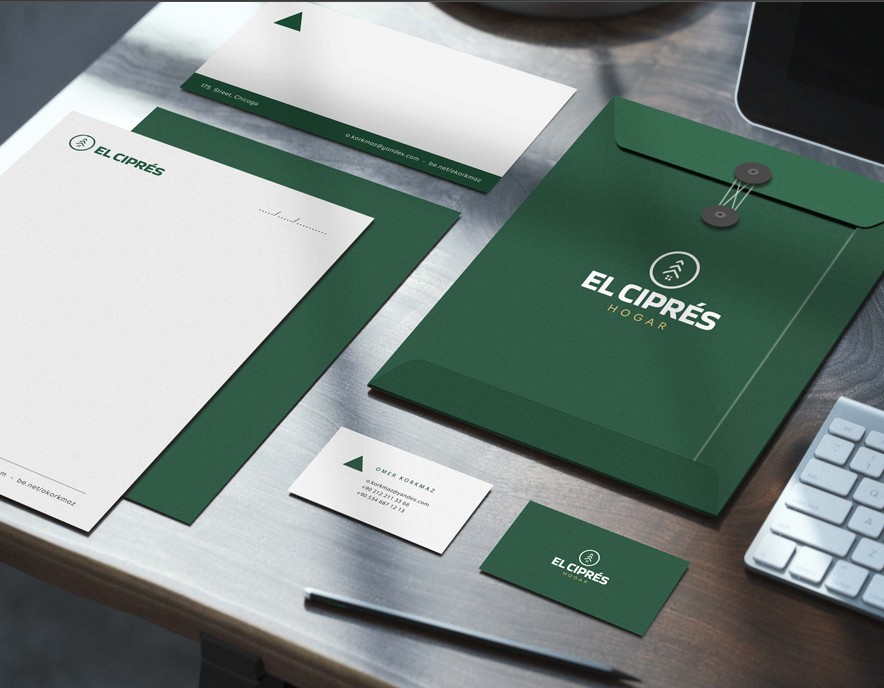 175, Street, Chicago
o.korkmaz@yandex.com - be.net/okorkmaz
EL CIPRÉS
m - be.net/okorkmaz
EL CIPRÉS
HOGAR
OMER KORKMAZ
o.korkmaz@yandex.com
+90 212 211 33 66
+90 534 687 12 13
EL CIPRÉS
HOGAR